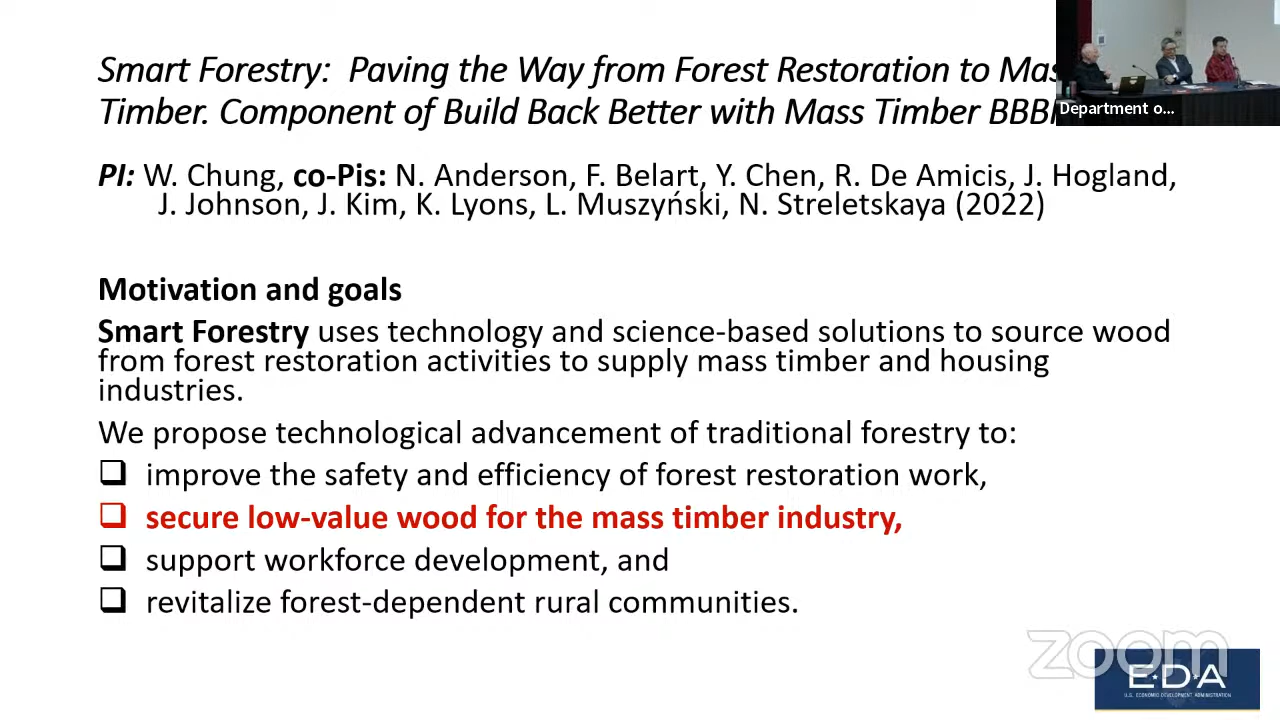 Smart Forestry: Paving the Way from Forest Restoration to Mas
Timber. Component of Build Back Better with Mass Timber BBB
Department o...
PI: W. Chung, co-Pis: N. Anderson, F. Belart, Y. Chen, R. De Amicis, J. Hogland,
J. Johnson, J. Kim, K. Lyons, L. Muszyński, N. Streletskaya (2022)
Motivation and goals
Smart Forestry uses technology and science-based solutions to source wood
from forest restoration activities to supply mass timber and housing
industries.
We propose technological advancement of traditional forestry to:
improve the safety and efficiency of forest restoration work,
secure low-value wood for the mass timber industry,
support workforce development, and
revitalize forest-dependent rural communities.
zoom
EDA
U.S. ECONOMIC DEVELOPMENT ADMINISTRATION